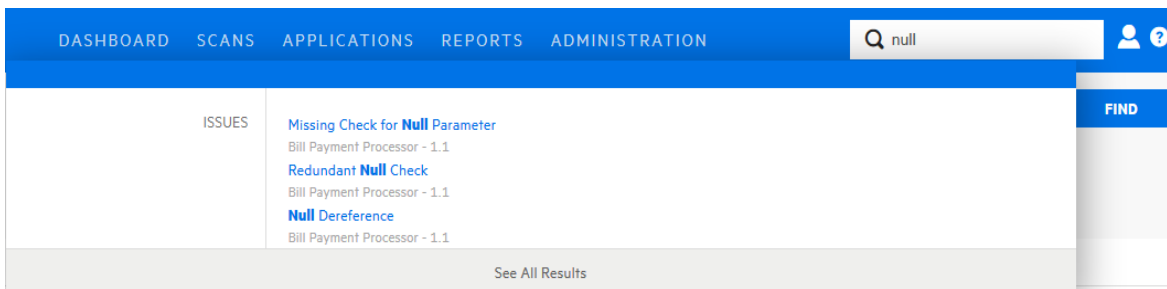 DASHBOARD SCANS APPLICATIONS REPORTS ADMINISTRATION null ?
FIND
ISSUES
Missing Check for Null Parameter
Bill Payment Processor - 1.1
Redundant Null Check
Bill Payment Processor - 1.1
Null Dereference
Bill Payment Processor - 1.1
See All Results